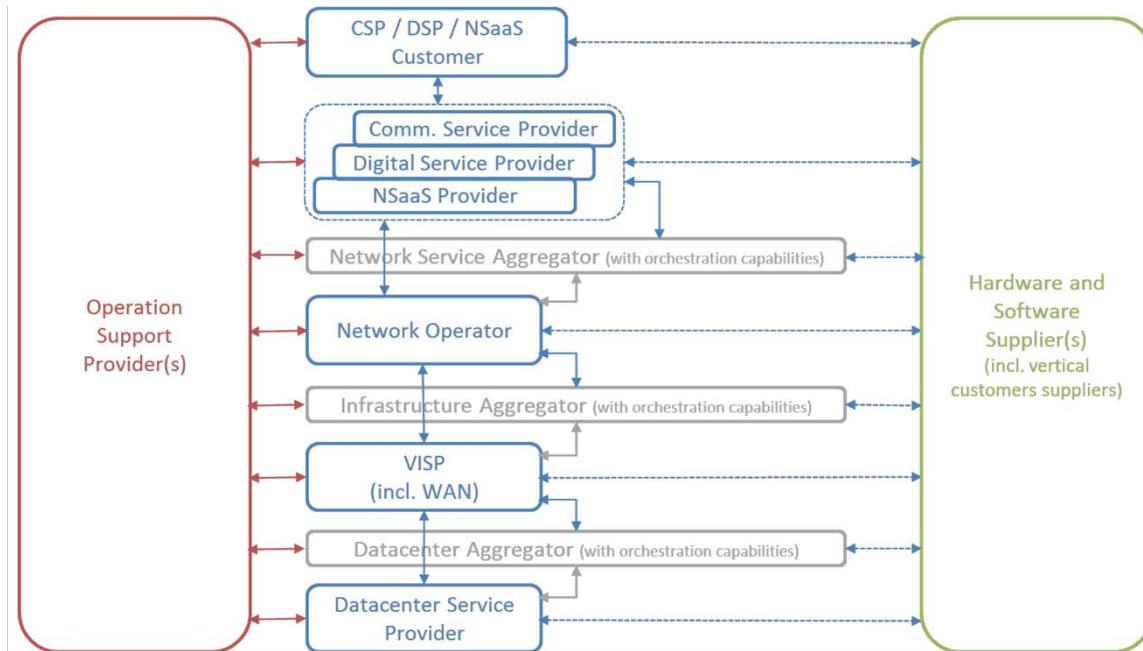 CSP / DSP / NSaaS
Customer
Comm. Service Provider
Digital Service Provider
NSaaS Provider
Network Service Aggregator (with orchestration capabilities)
Operation
Support
Provider(s)
Network Operator
Hardware and
Software
Supplier(s)
(incl. vertical
customers suppliers)
Infrastructure Aggregator (with orchestration capabilities)
VISP
(incl. WAN)
Datacenter Aggregator (with orchestration capabilities)
Datacenter Service
Provider